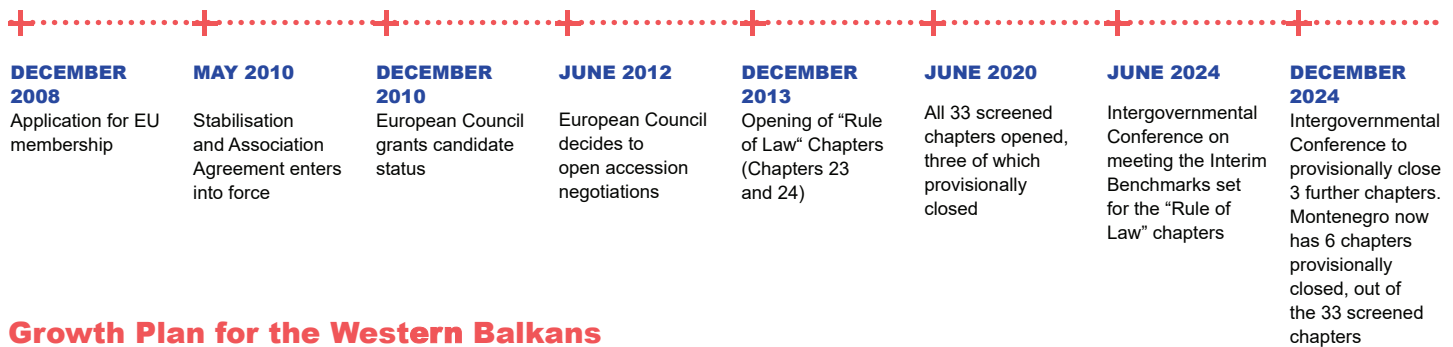 DECEMBER
2008
Application for EU
membership
MAY 2010
Stabilisation
and Association
Agreement enters
into force
DECEMBER
2010
European Council
grants candidate
status
JUNE 2012
European Council
decides to
open accession
negotiations
DECEMBER
2013
Opening of “Rule
of Law“ Chapters
(Chapters 23
and 24)
JUNE 2020
All 33 screened
chapters opened,
three of which
provisionally
closed
JUNE 2024
Intergovernmental
Conference on
meeting the Interim
Benchmarks set
for the “Rule of
Law” chapters
DECEMBER
2024
Intergovernmental
Conference to
provisionally close
3 further chapters.
Montenegro now
has 6 chapters
provisionally
closed, out of
the 33 screened
chapters
Growth Plan for the Western Balkans